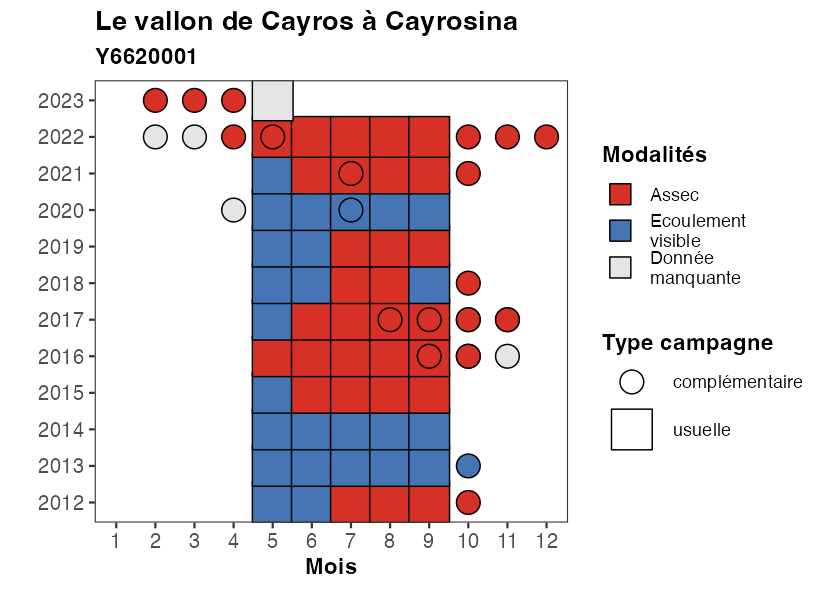 Le vallon de Cayros à Cayrosina
Y6620001
2023
2022
2021
2020
2019
2018
2017
2016
2015
2014
2013
2012
1 2 3 4 5 6 7 8 9 10 11 12
Mois
Modalités
Assec
Ecoulement
visible
Donnée
manquante
Type campagne
complémentaire
usuelle